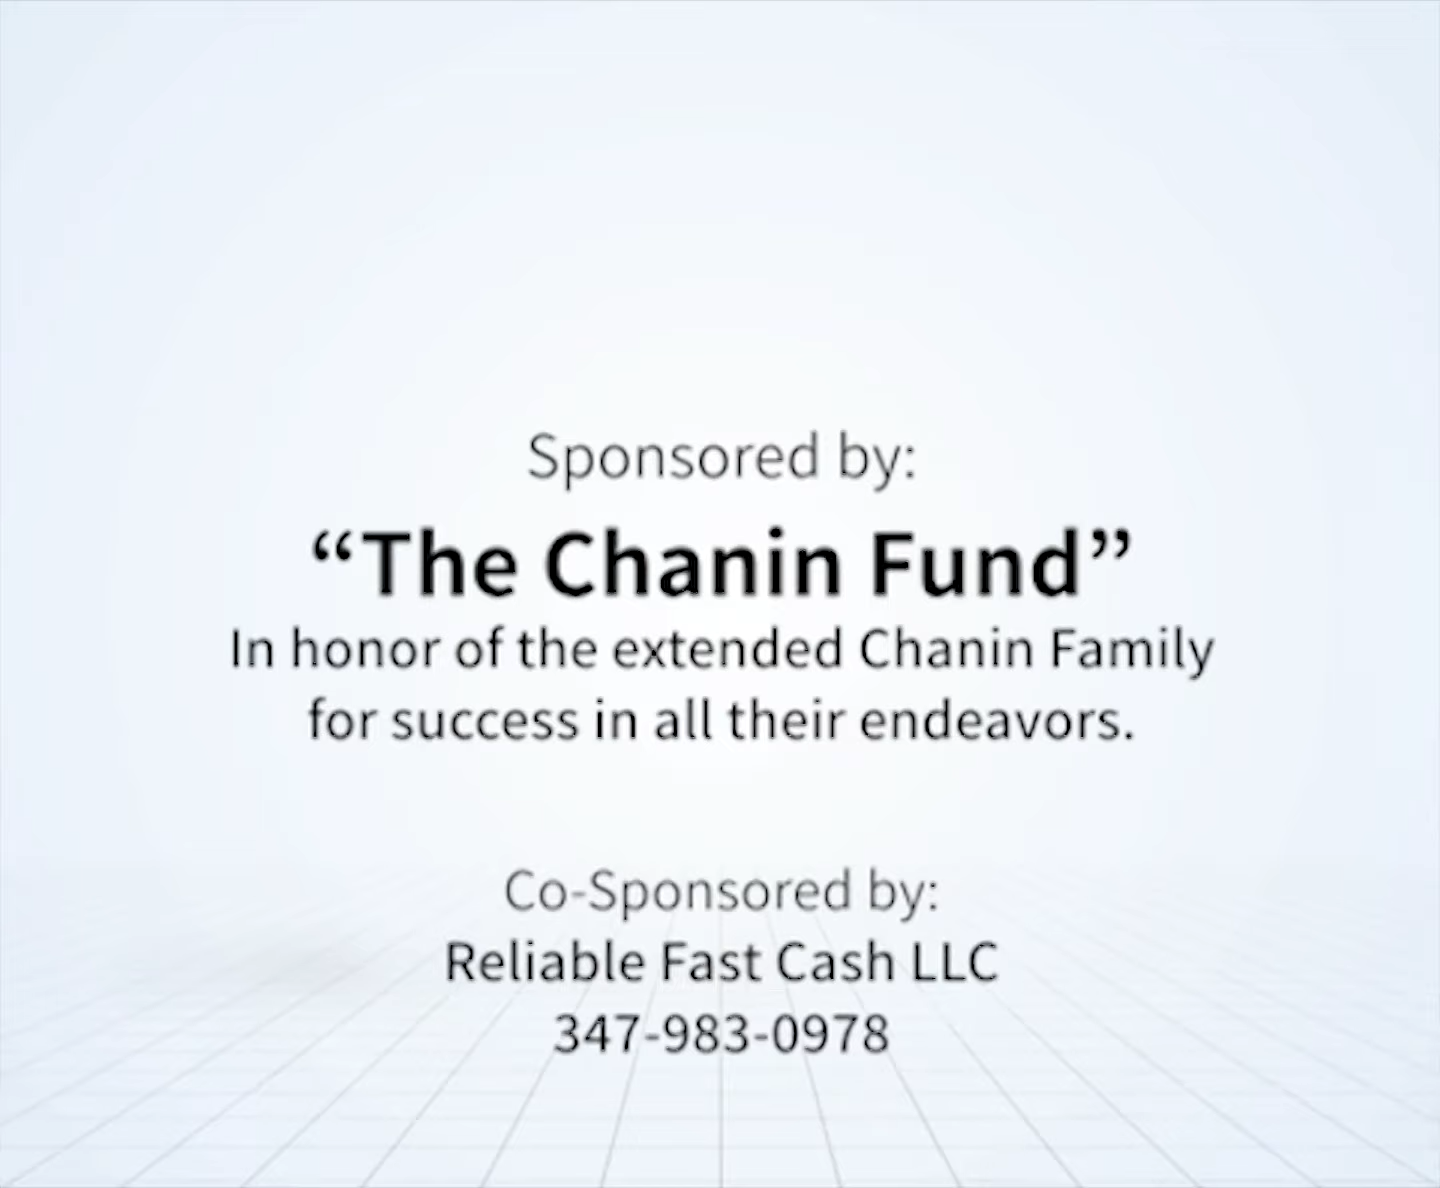 Sponsored by:
“The Chanin Fund”
In honor of the extended Chanin Family
for success in all their endeavors.
Co-Sponsored by:
Reliable Fast Cash LLC
347-983-0978